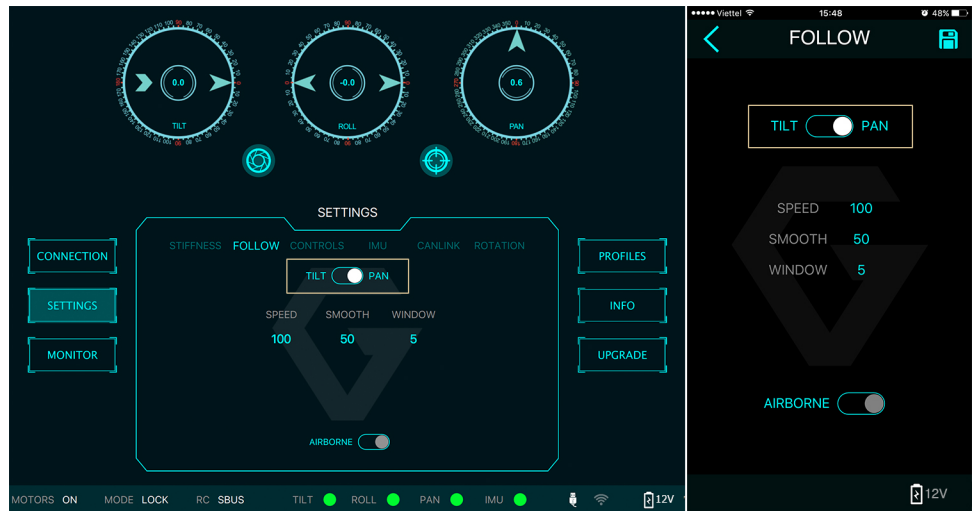 0.0
TILT
-0.0
ROLL
0.6
PAN
SETTINGS
STIFFNESS FOLLOW CONTROLS IMU CANLINK ROTATION
TILT PAN
SPEED SMOOTH WINDOW
100 50 5
AIRBORNE
CONNECTION
SETTINGS
MONITOR
PROFILES
INFO
UPGRADE
MOTORS ON MODE LOCK RC SBUS TILT ROLL PAN IMU 12V
Viettel 15:48 48%
FOLLOW
TILT PAN
SPEED 100
SMOOTH 50
WINDOW 5
AIRBORNE
12V